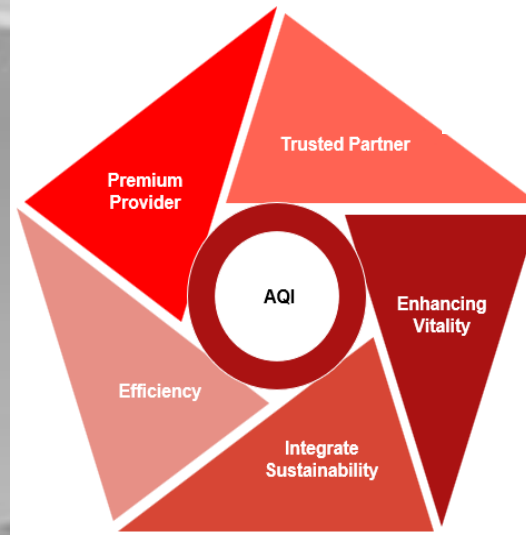 Trusted Partner
Premium
Provider
AQI
Enhancing
Vitality
Efficiency
Integrate
Sustainability